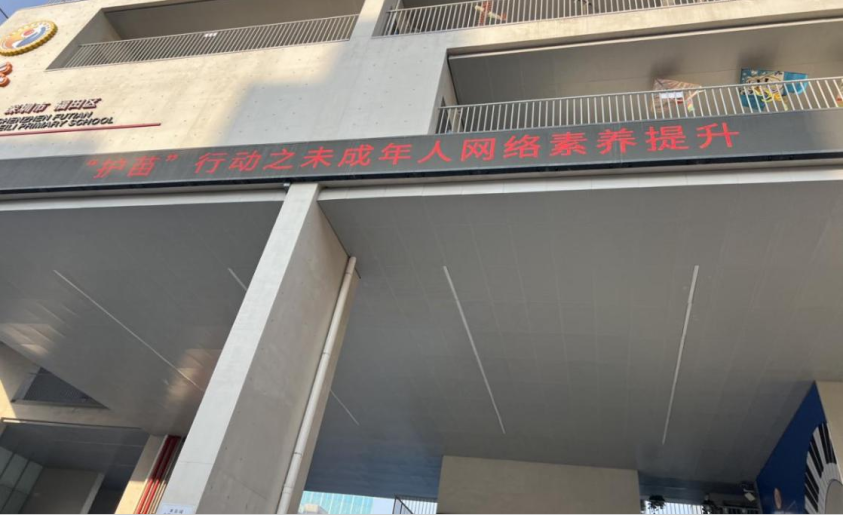 深圳市 福田区
SHENZHEN FUTIAN
EILI PRIMARY SCHOOL
“护苗”行动之未成年人网络素养提升